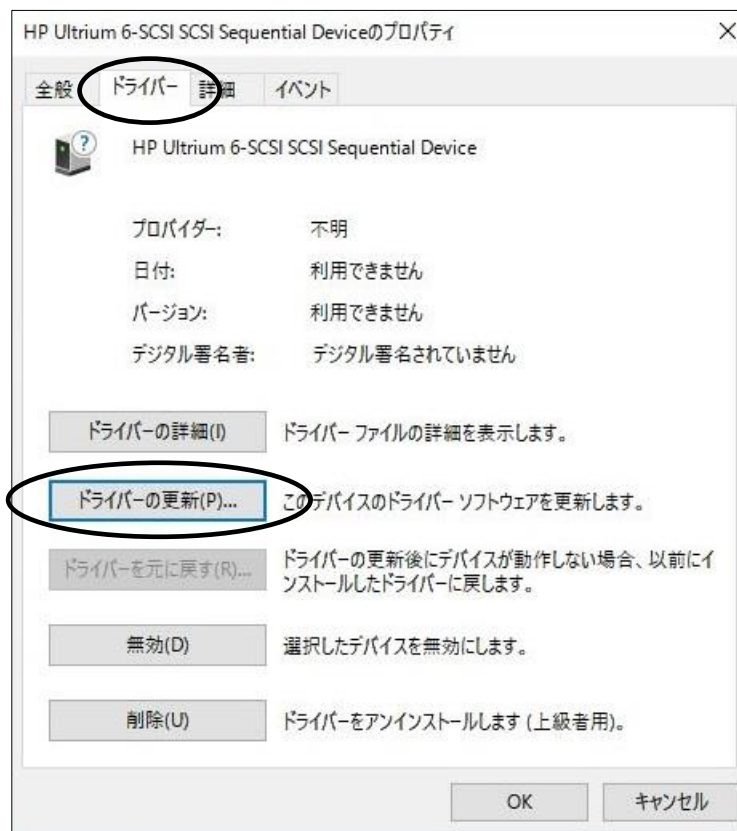 HP Ultrium 6-SCSI SCSI Sequential Deviceのプロパティ
全般 ドライバー 詳細 イベント
HP Ultrium 6-SCSI SCSI Sequential Device
プロバイダー: 不明
日付: 利用できません
バージョン: 利用できません
デジタル署名者: デジタル署名されていません
ドライバーの詳細(I) ドライバー ファイルの詳細を表示します。
ドライバーの更新(P)... このデバイスのドライバー ソフトウェアを更新します。
ドライバーを元に戻す(R)... ドライバーの更新後にデバイスが動作しない場合、以前にイ
ンストールしたドライバーに戻します。
無効(D) 選択したデバイスを無効にします。
削除(U) ドライバーをアンインストールします (上級者用)。
OK キャンセル